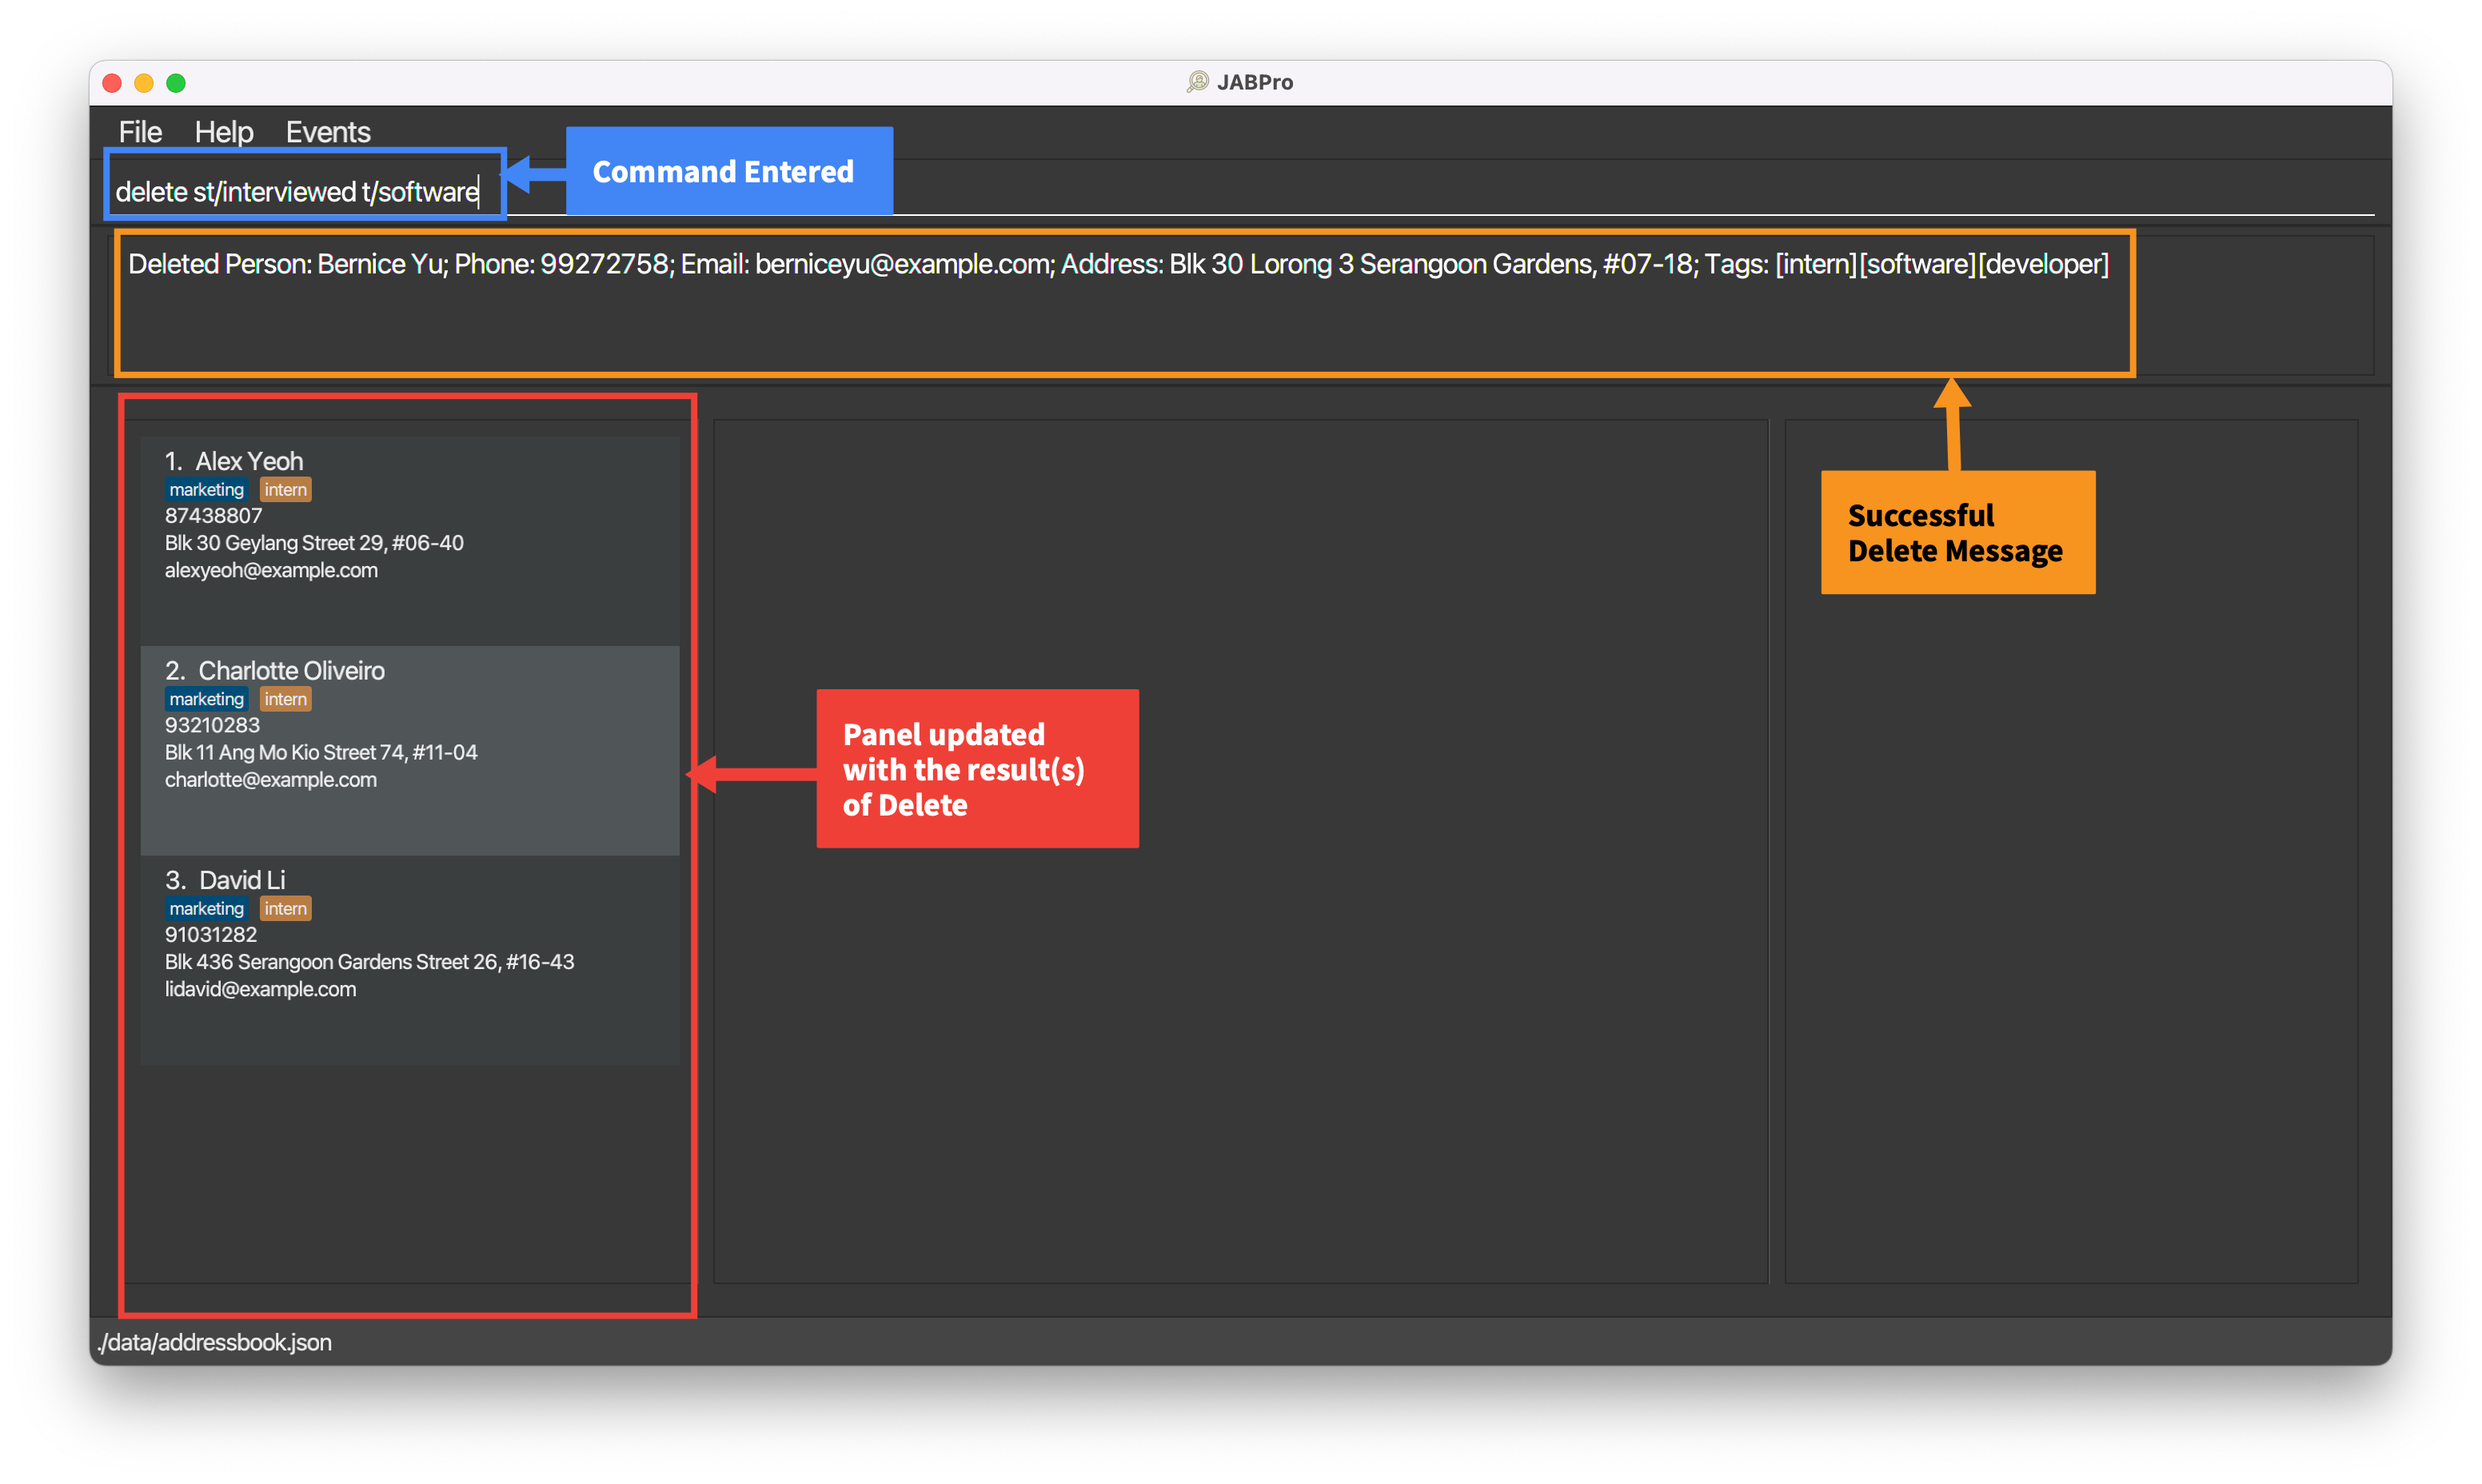 JABPro
File Help Events
delete st/interviewed t/software
Command Entered
Deleted Person: Bernice Yu; Phone: 99272758; Email: berniceyu@example.com; Address: Blk 30 Lorong 3 Serangoon Gardens, #07-18; Tags: [intern][software][developer]
Successful
Delete Message
1. Alex Yeoh
marketing intern
87438807
Blk 30 Geylang Street 29, #06-40
alexyeoh@example.com
2. Charlotte Oliveiro
marketing intern
93210283
Blk 11 Ang Mo Kio Street 74, #11-04
charlotte@example.com
3. David Li
marketing intern
91031282
Blk 436 Serangoon Gardens Street 26, #16-43
lidavid@example.com
Panel updated
with the result(s)
of Delete
./data/addressbook.json